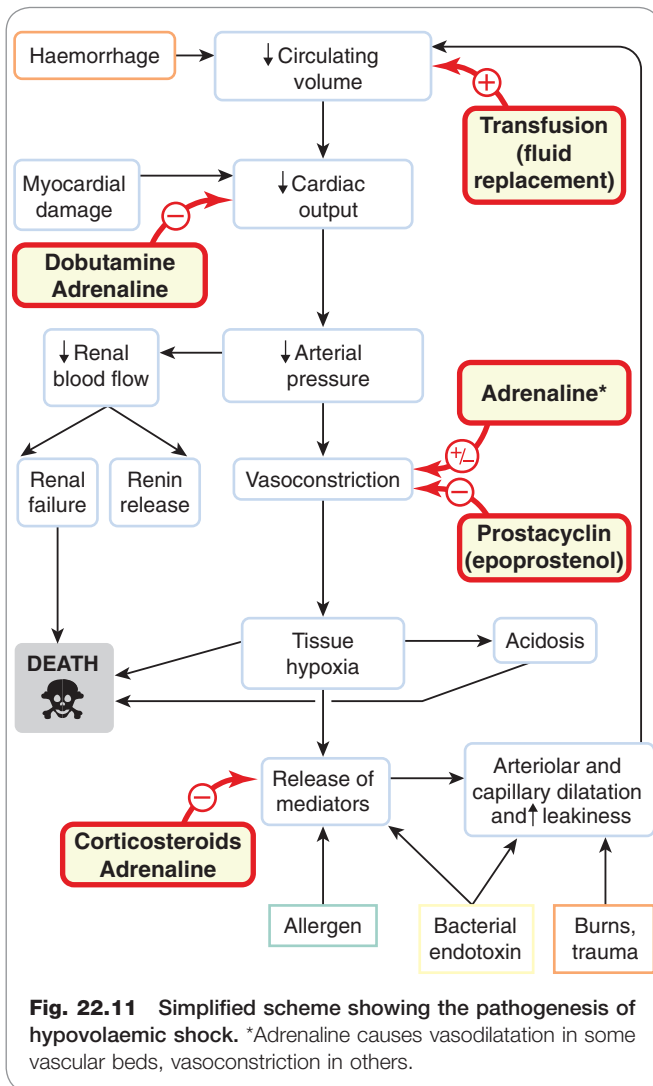 Haemorrhage
↓ Circulating
volume
+
Transfusion
(fluid
replacement)
Myocardial
damage
↓ Cardiac
output
−
Dobutamine
Adrenaline
↓ Renal
blood flow
↓ Arterial
pressure
Adrenaline*
+/−
Renal
failure
Renin
release
Vasoconstriction
−
Prostacyclin
(epoprostenol)
DEATH
Tissue
hypoxia
Acidosis
−
Release of
mediators
Arteriolar and
capillary dilatation
and ↑ leakiness
Corticosteroids
Adrenaline
Allergen
Bacterial
endotoxin
Burns,
trauma
Fig. 22.11 Simplified scheme showing the pathogenesis of
hypovolaemic shock. *Adrenaline causes vasodilatation in some
vascular beds, vasoconstriction in others.